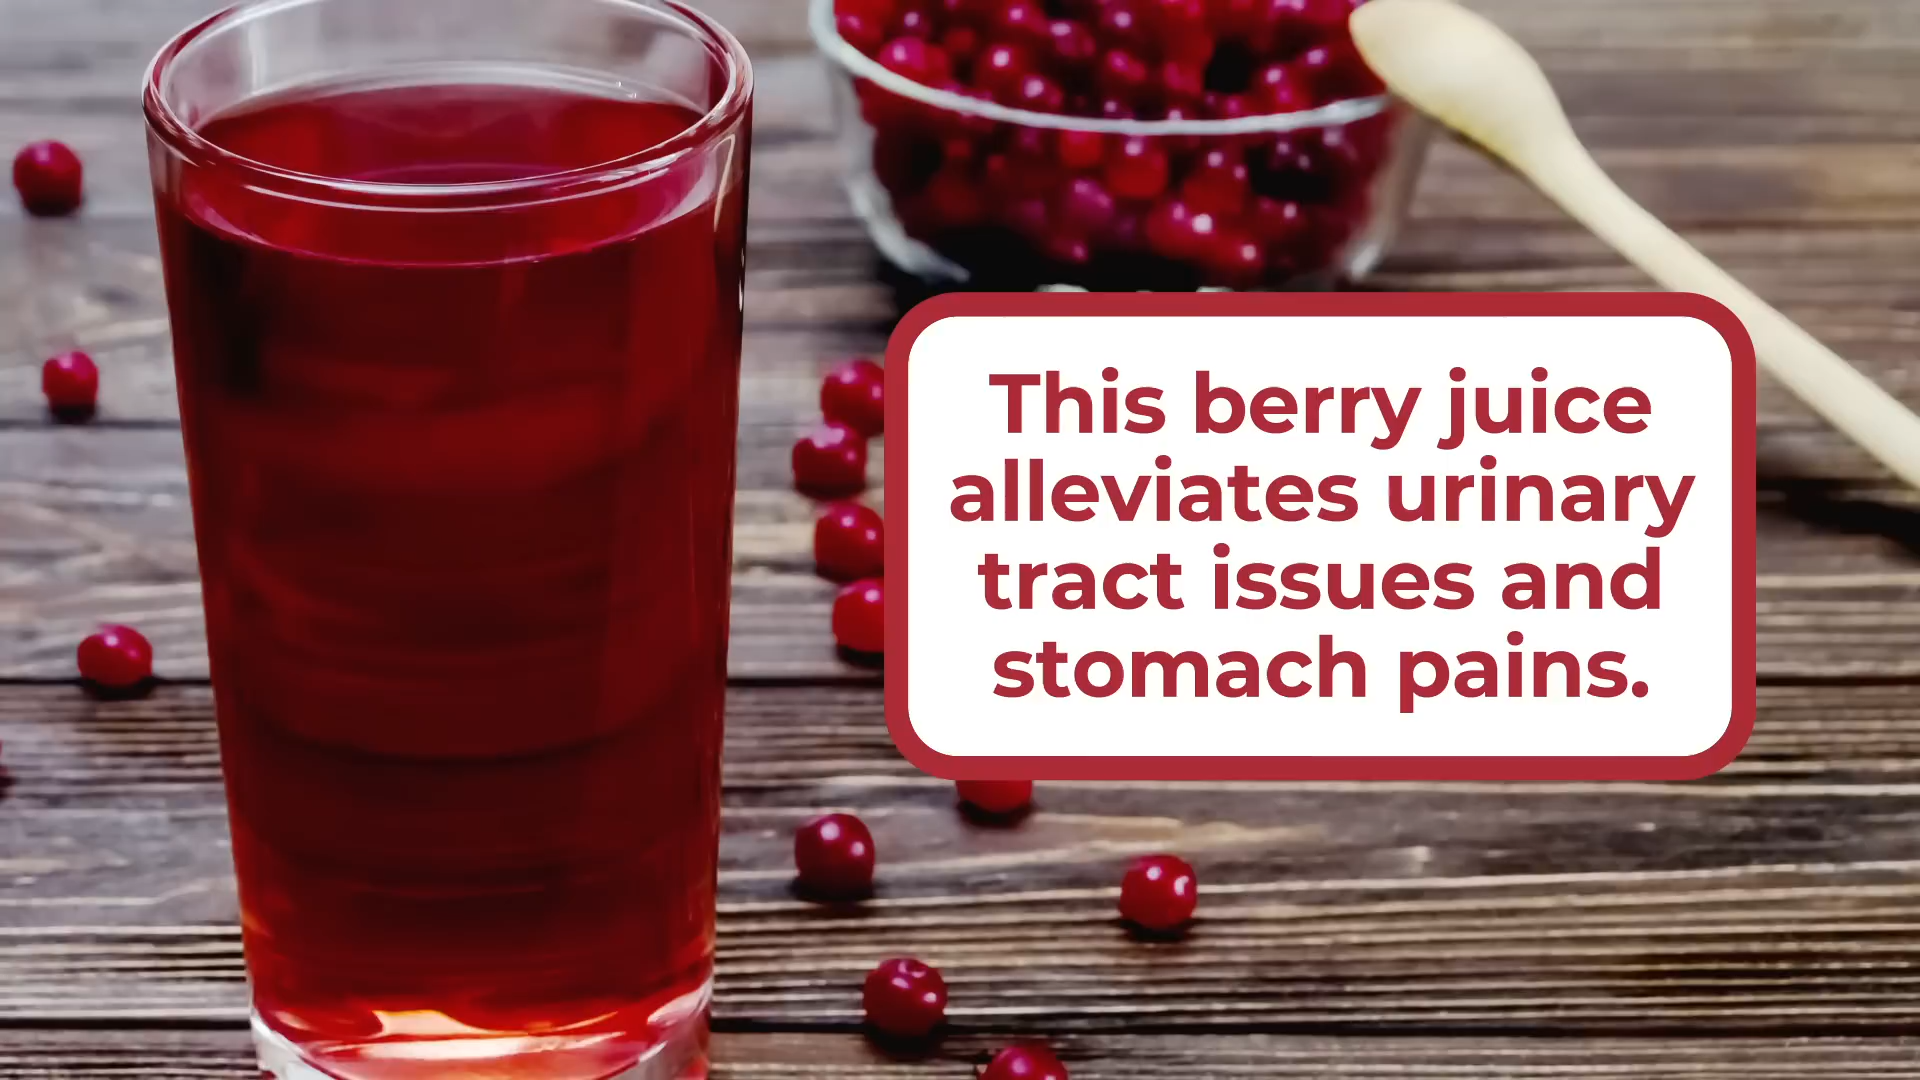 This berry juice
alleviates urinary
tract issues and
stomach pains.